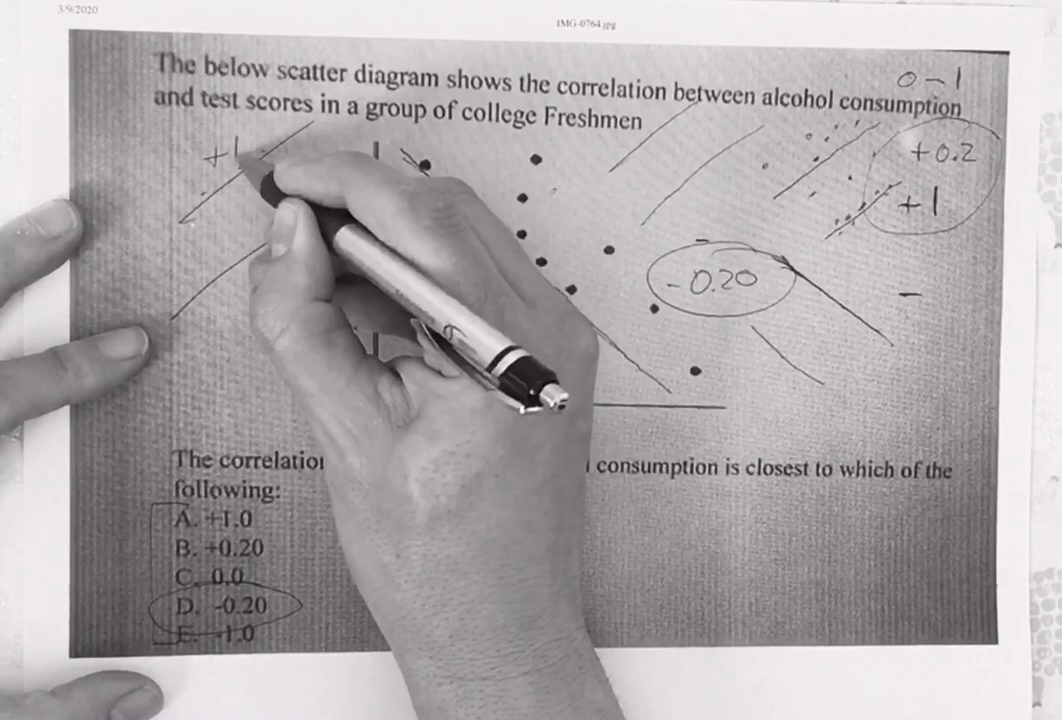 3/9/2020
IMG-0764.jpg
The below scatter diagram shows the correlation between alcohol consumption
and test scores in a group of college Freshmen
0-1
+0.2
+1
+1
-0.20
-
The correlation
consumption is closest to which of the
following:
A. +1.0
B. +0.20
C. 0.0
D. -0.20
E. -1.0